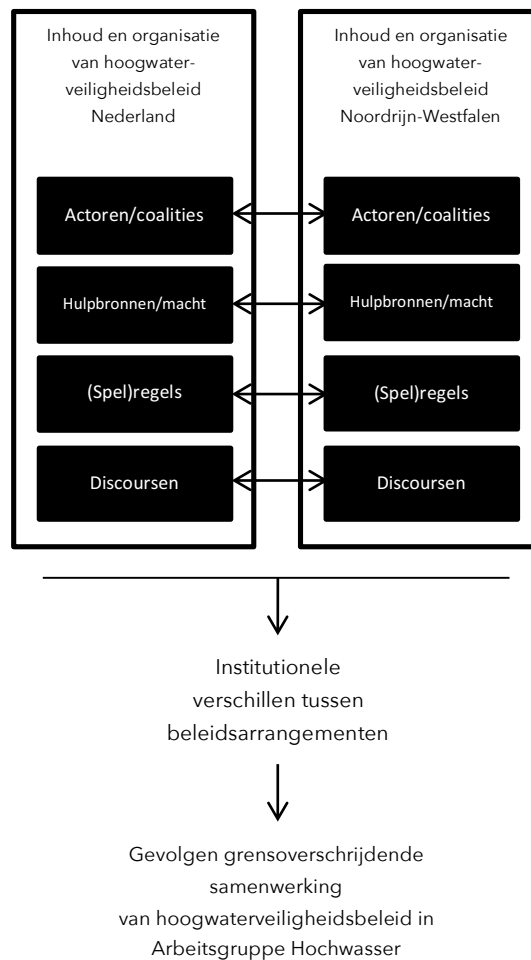 Inhoud en organisatie
van hoogwater-
veiligheidsbeleid
Nederland
Actoren/coalities
Hulpbronnen/macht
(Spel)regels
Discoursen
Inhoud en organisatie
van hoogwater-
veiligheidsbeleid
Noordrijn-Westfalen
Actoren/coalities
Hulpbronnen/macht
(Spel)regels
Discoursen
Institutionele
verschillen tussen
beleidsarrangementen
Gevolgen grensoverschrijdende
samenwerking
van hoogwaterveiligheidsbeleid in
Arbeitsgruppe Hochwasser